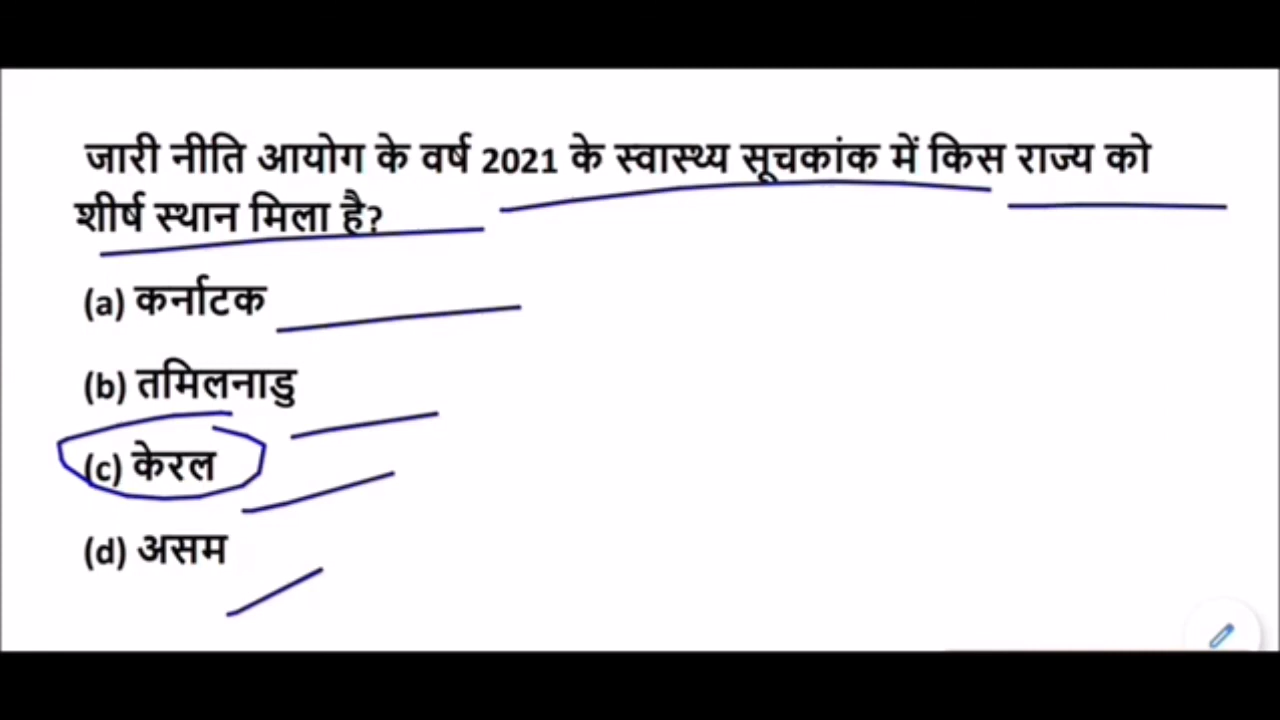 जारी नीति आयोग के वर्ष 2021 के स्वास्थ्य सूचकांक में किस राज्य को
शीर्ष स्थान मिला है?
(a) कर्नाटक
(b) तमिलनाडु
(c) केरल
(d) असम